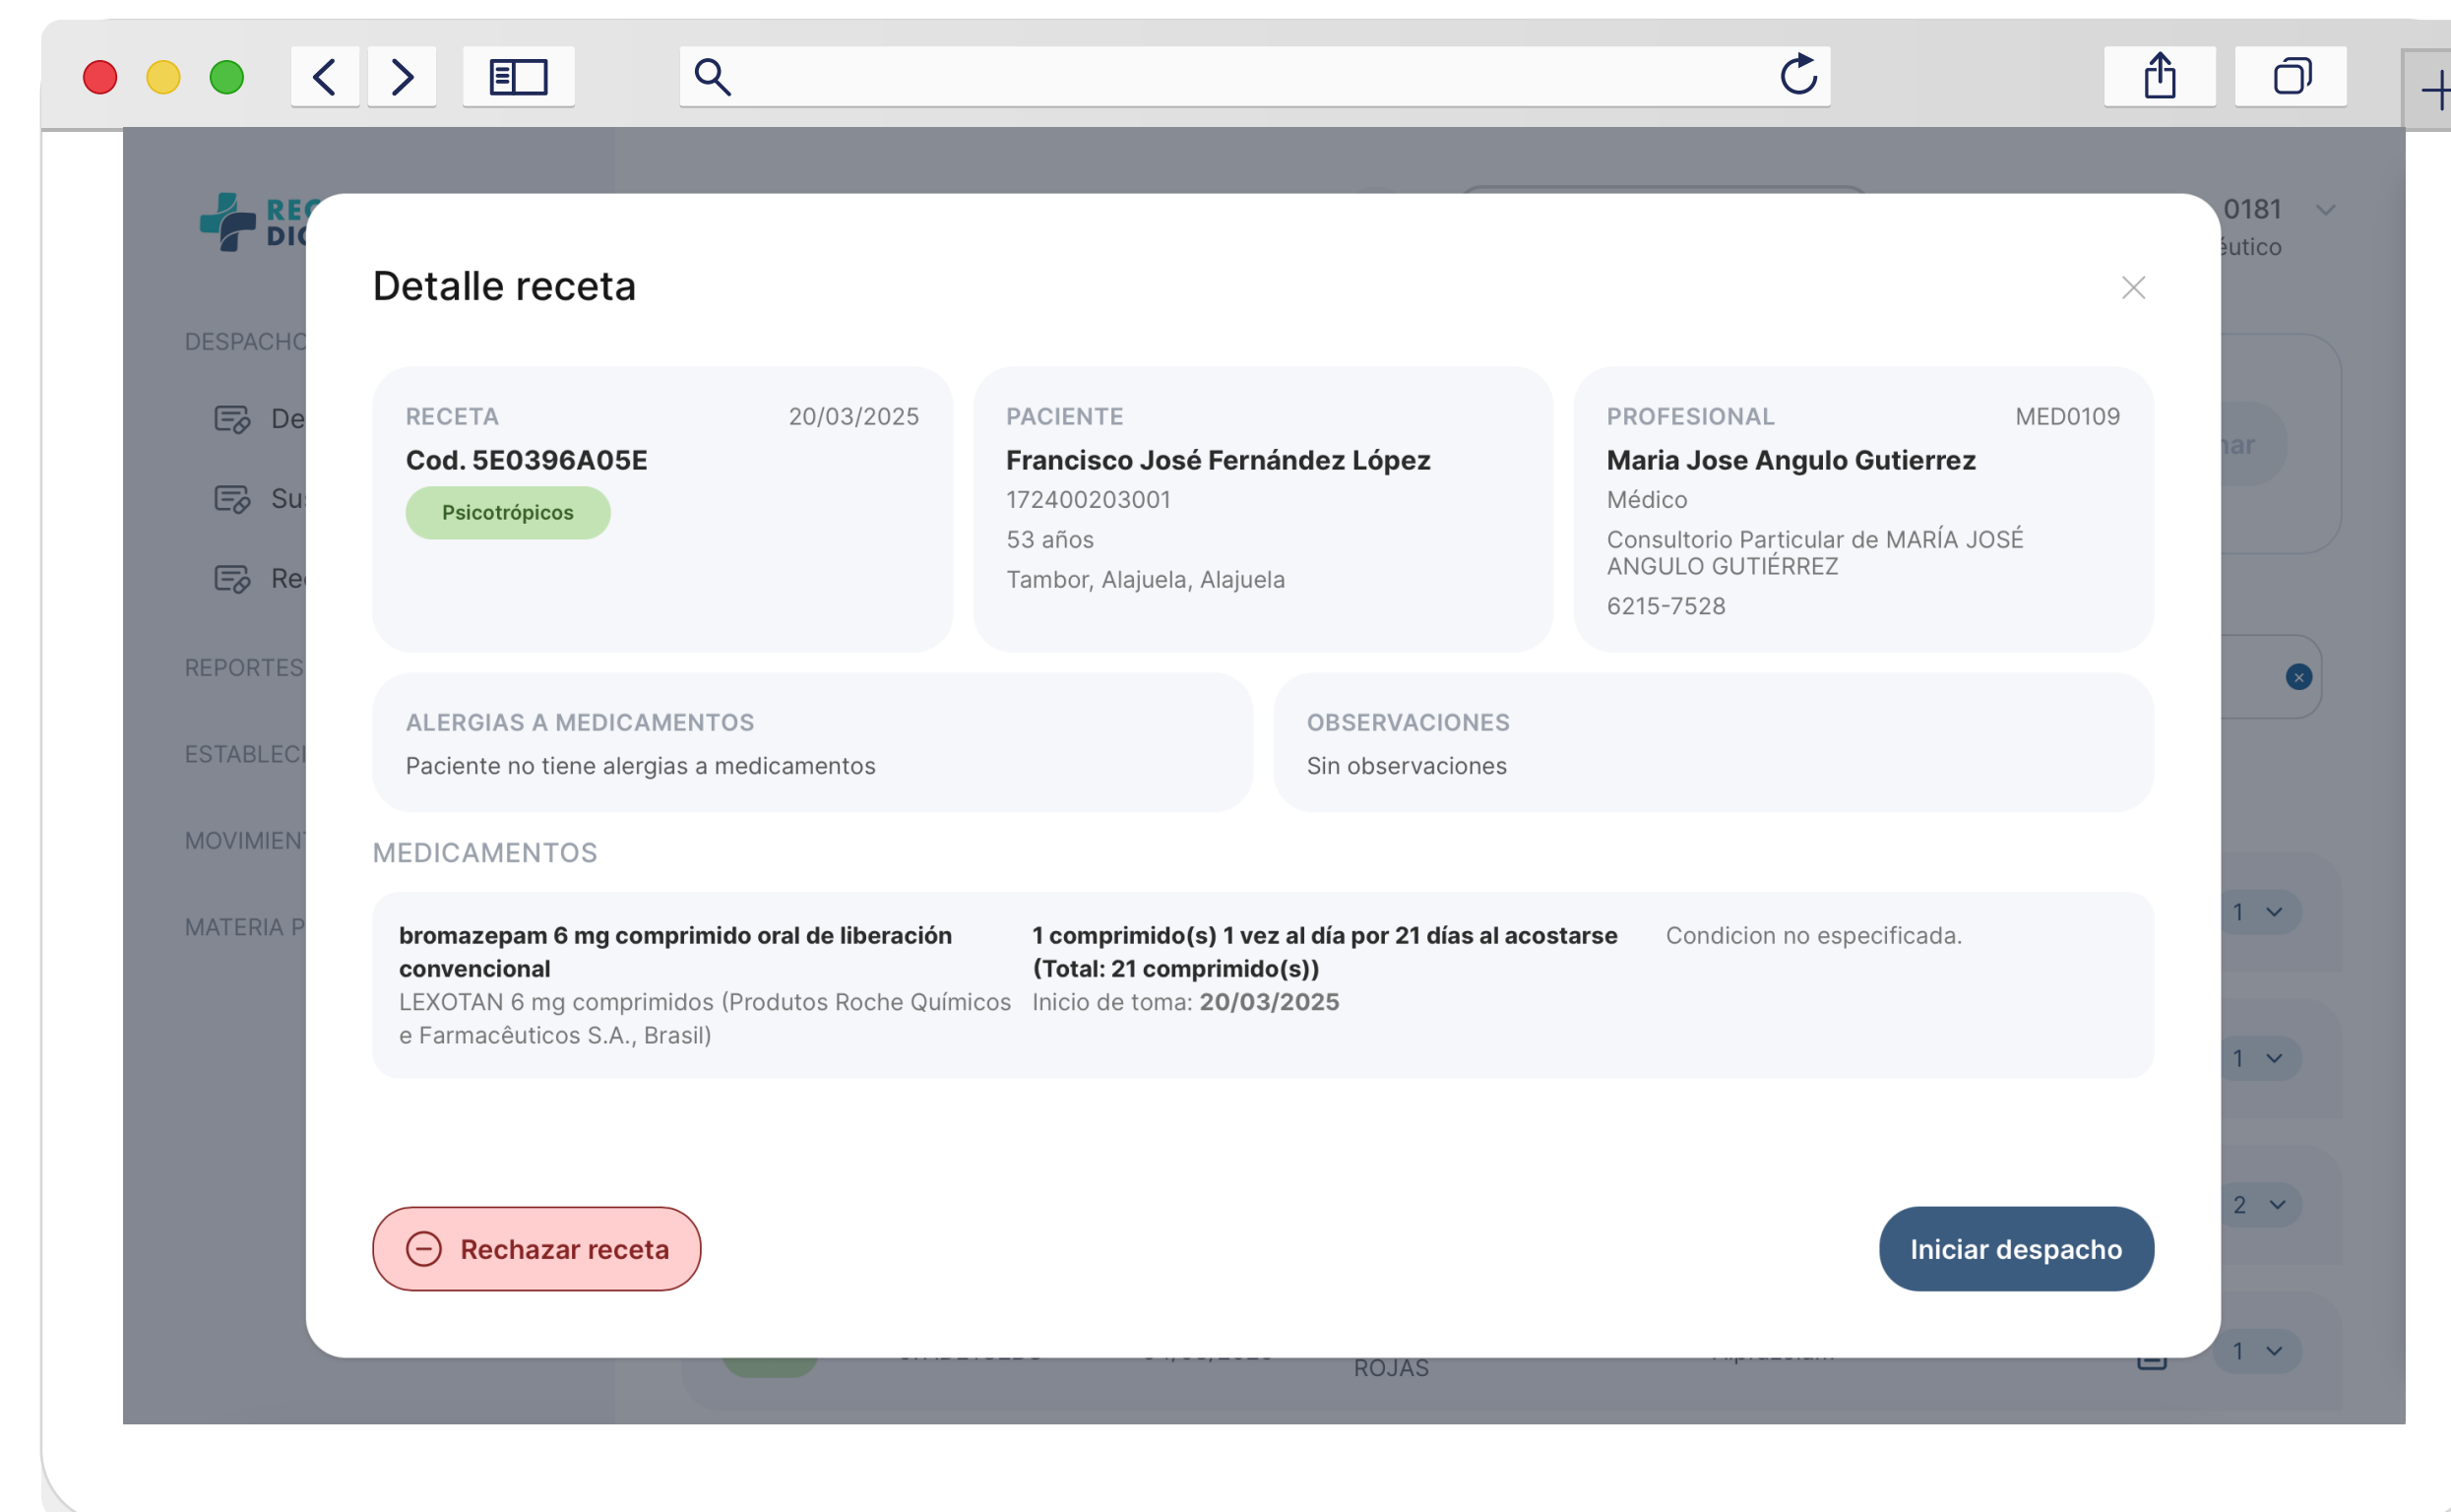 0181
Detalle receta
RECETA 20/03/2025
Cod. 5E0396A05E
Psicotrópicos
PACIENTE
Francisco José Fernández López
172400203001
53 años
Tambor, Alajuela, Alajuela
PROFESIONAL MED0109
Maria Jose Angulo Gutierrez
Médico
Consultorio Particular de MARÍA JOSÉ
ANGULO GUTIÉRREZ
6215-7528
ALERGIAS A MEDICAMENTOS
Paciente no tiene alergias a medicamentos
OBSERVACIONES
Sin observaciones
MEDICAMENTOS
bromazepam 6 mg comprimido oral de liberación
convencional
LEXOTAN 6 mg comprimidos (Produtos Roche Químicos
e Farmacêuticos S.A., Brasil)
1 comprimido(s) 1 vez al día por 21 días al acostarse
(Total: 21 comprimido(s))
Inicio de toma: 20/03/2025
Condicion no especificada.
Rechazar receta
Iniciar despacho
DESPACHO
REPORTES
1
1
2
1
ROJAS